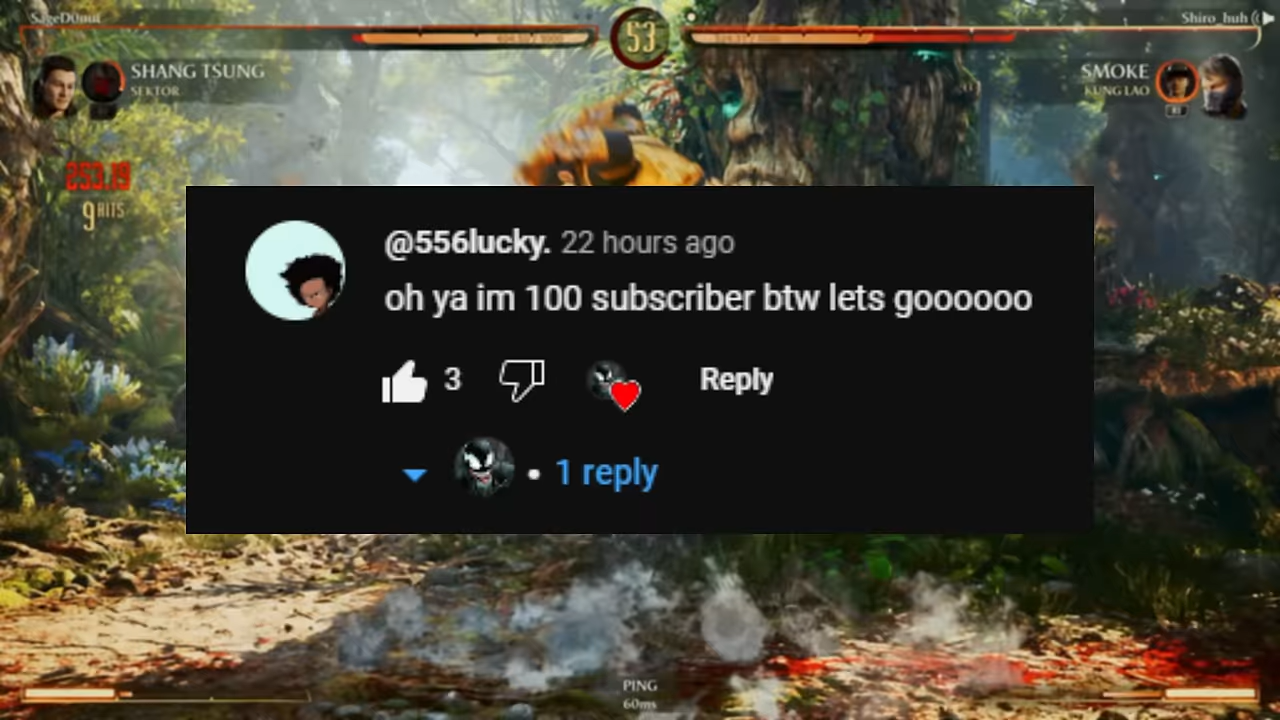 SageD0nut
53
Shiro_huh
SHANG TSUNG
SEKTOR
SMOKE
KUNG LAO
253.19
9 HITS
@556lucky. 22 hours ago
oh ya im 100 subscriber btw lets goooooo
3
Reply
• 1 reply
PING
60ms